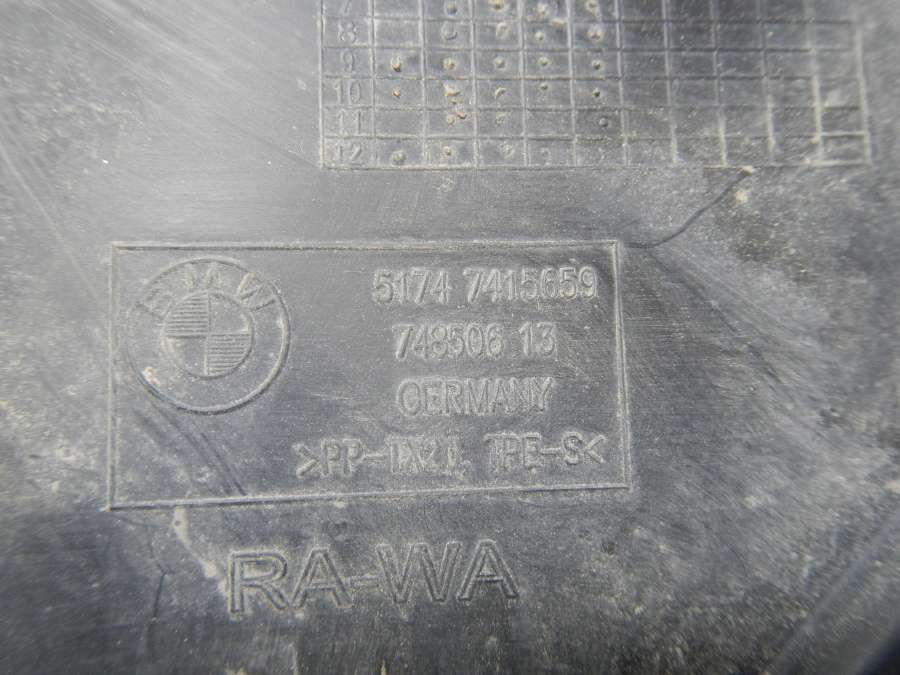 7
8
9
10
11
12
BMW
5174 7415659
748506 13
GERMANY
>PP-TX20, TPE-S<
RA-WA